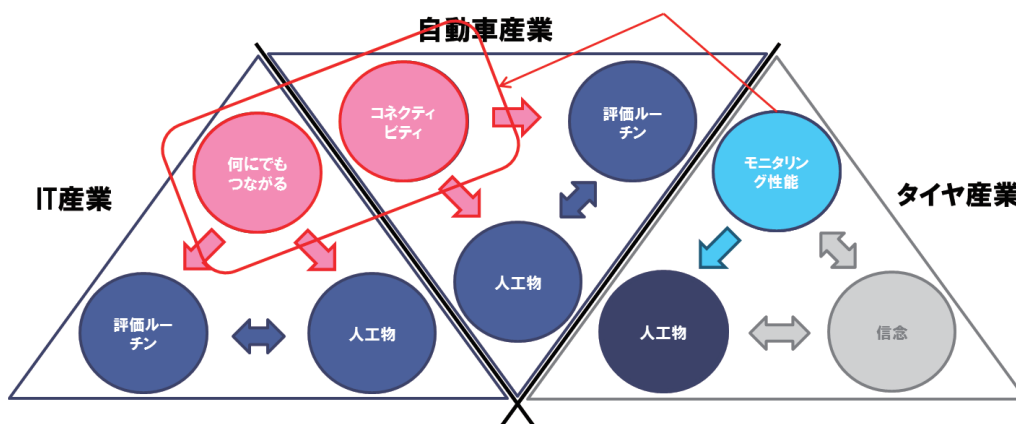 自動車産業
コネクティ
ビティ
評価ルー
チン
何にでも
つながる
モニタリン
グ性能
IT産業
タイヤ産業
人工物
評価ルー
チン
人工物
人工物
信念